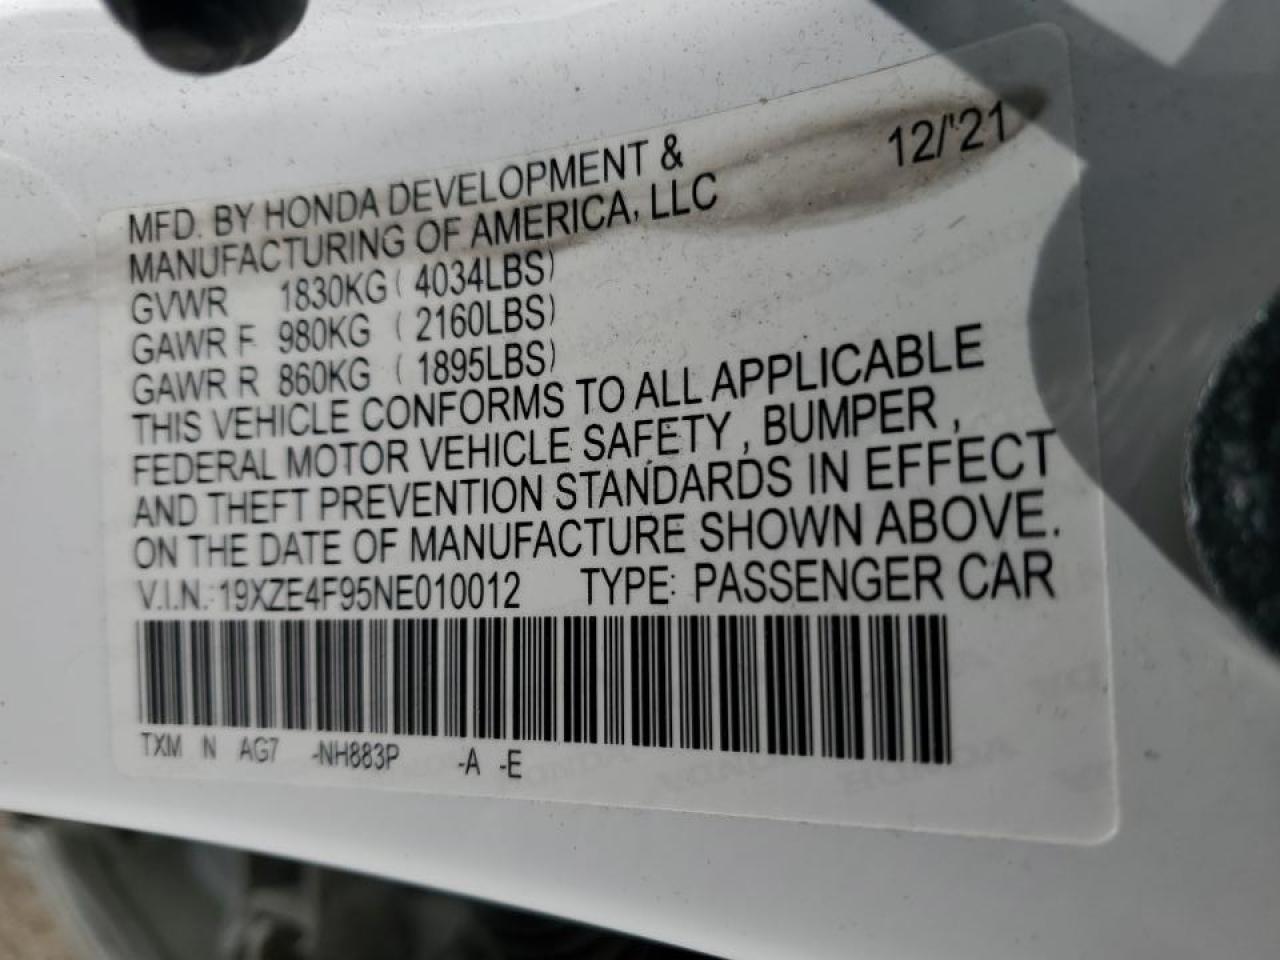 12/'21
MFD. BY HONDA DEVELOPMENT &
MANUFACTURING OF AMERICA, LLC
GVWR 1830KG ( 4034LBS)
GAWR F 980KG ( 2160LBS)
GAWR R 860KG ( 1895LBS)
THIS VEHICLE CONFORMS TO ALL APPLICABLE
FEDERAL MOTOR VEHICLE SAFETY , BUMPER ,
AND THEFT PREVENTION STANDARDS IN EFFECT
ON THE DATE OF MANUFACTURE SHOWN ABOVE.
V.I.N.: 19XZE4F95NE010012 TYPE: PASSENGER CAR
TXM N AG7 -NH883P -A -E